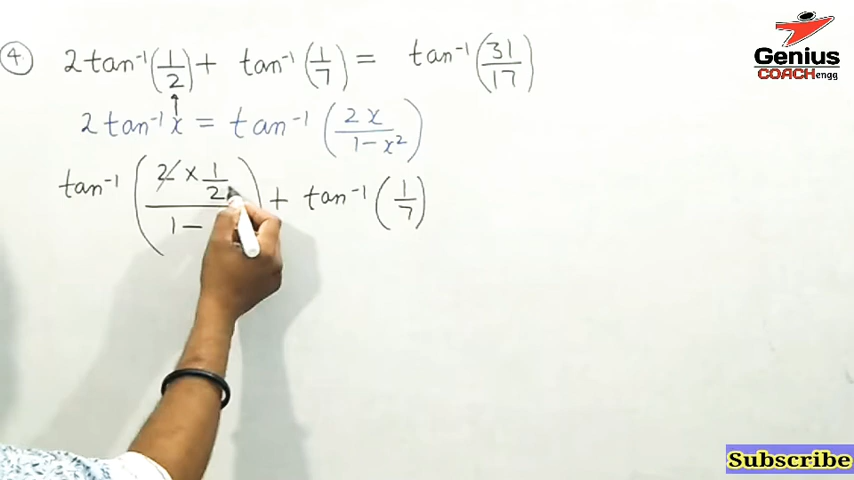 ④ 2tan⁻¹(1/2) + tan⁻¹(1/7) = tan⁻¹(31/17)
2tan⁻¹x = tan⁻¹(2x/1-x²)
tan⁻¹(2×1/2/1-) + tan⁻¹(1/7)
Genius
COACHengg
Subscribe